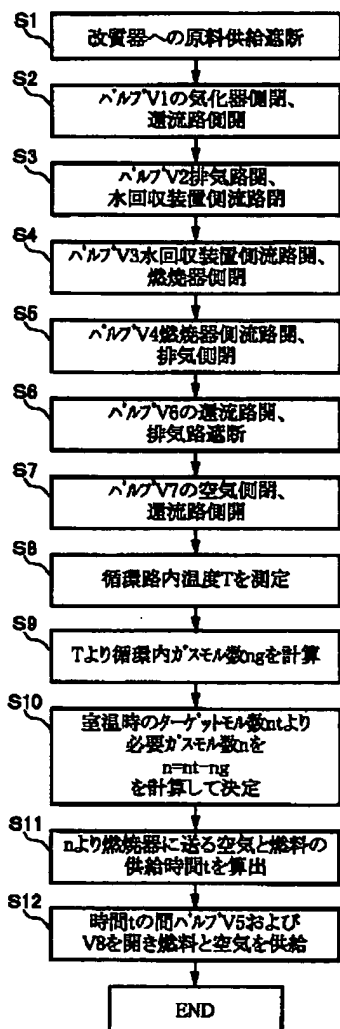 S1
改質器への原料供給遮断
S2
バルブV1の気化器側閉、
還流路側開
S3
バルブV2排気路開、
水回収装置側流路閉
S4
バルブV3水回収装置側流路開、
燃焼器側閉
S5
バルブV4燃焼器側流路開、
排気側閉
S6
バルブV6の還流路開、
排気路遮断
S7
バルブV7の空気側閉、
還流路側開
S8
循環路内温度Tを測定
S9
Tより循環内ガスモル数ngを計算
S10
室温時のターゲットモル数ntより
必要ガスモル数nを
n=nt-ng
を計算して決定
S11
nより燃焼器に送る空気と燃料の
供給時間tを算出
S12
時間tの間バルブV5および
V8を開き燃料と空気を供給
END